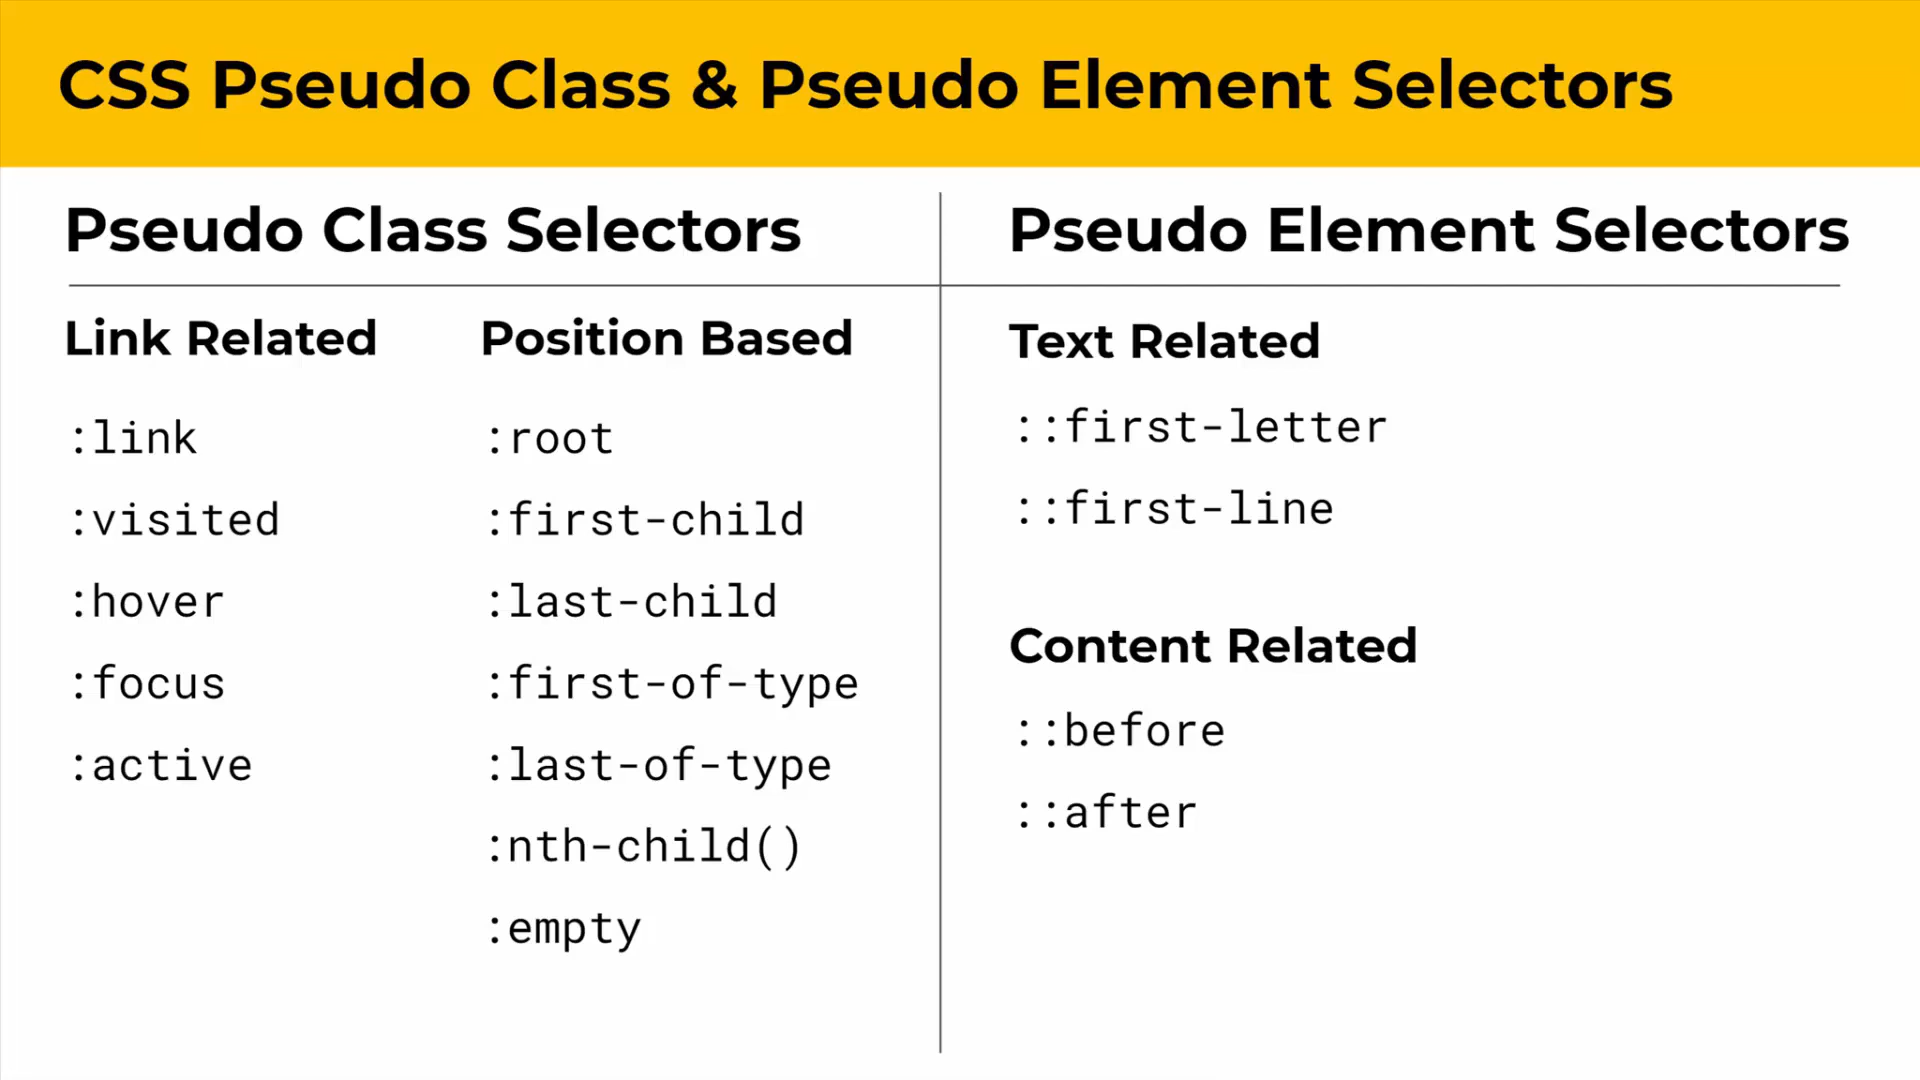 CSS Pseudo Class & Pseudo Element Selectors
Pseudo Class Selectors
Link Related
:link
:visited
:hover
:focus
:active
Position Based
:root
:first-child
:last-child
:first-of-type
:last-of-type
:nth-child()
:empty
Pseudo Element Selectors
Text Related
::first-letter
::first-line
Content Related
::before
::after